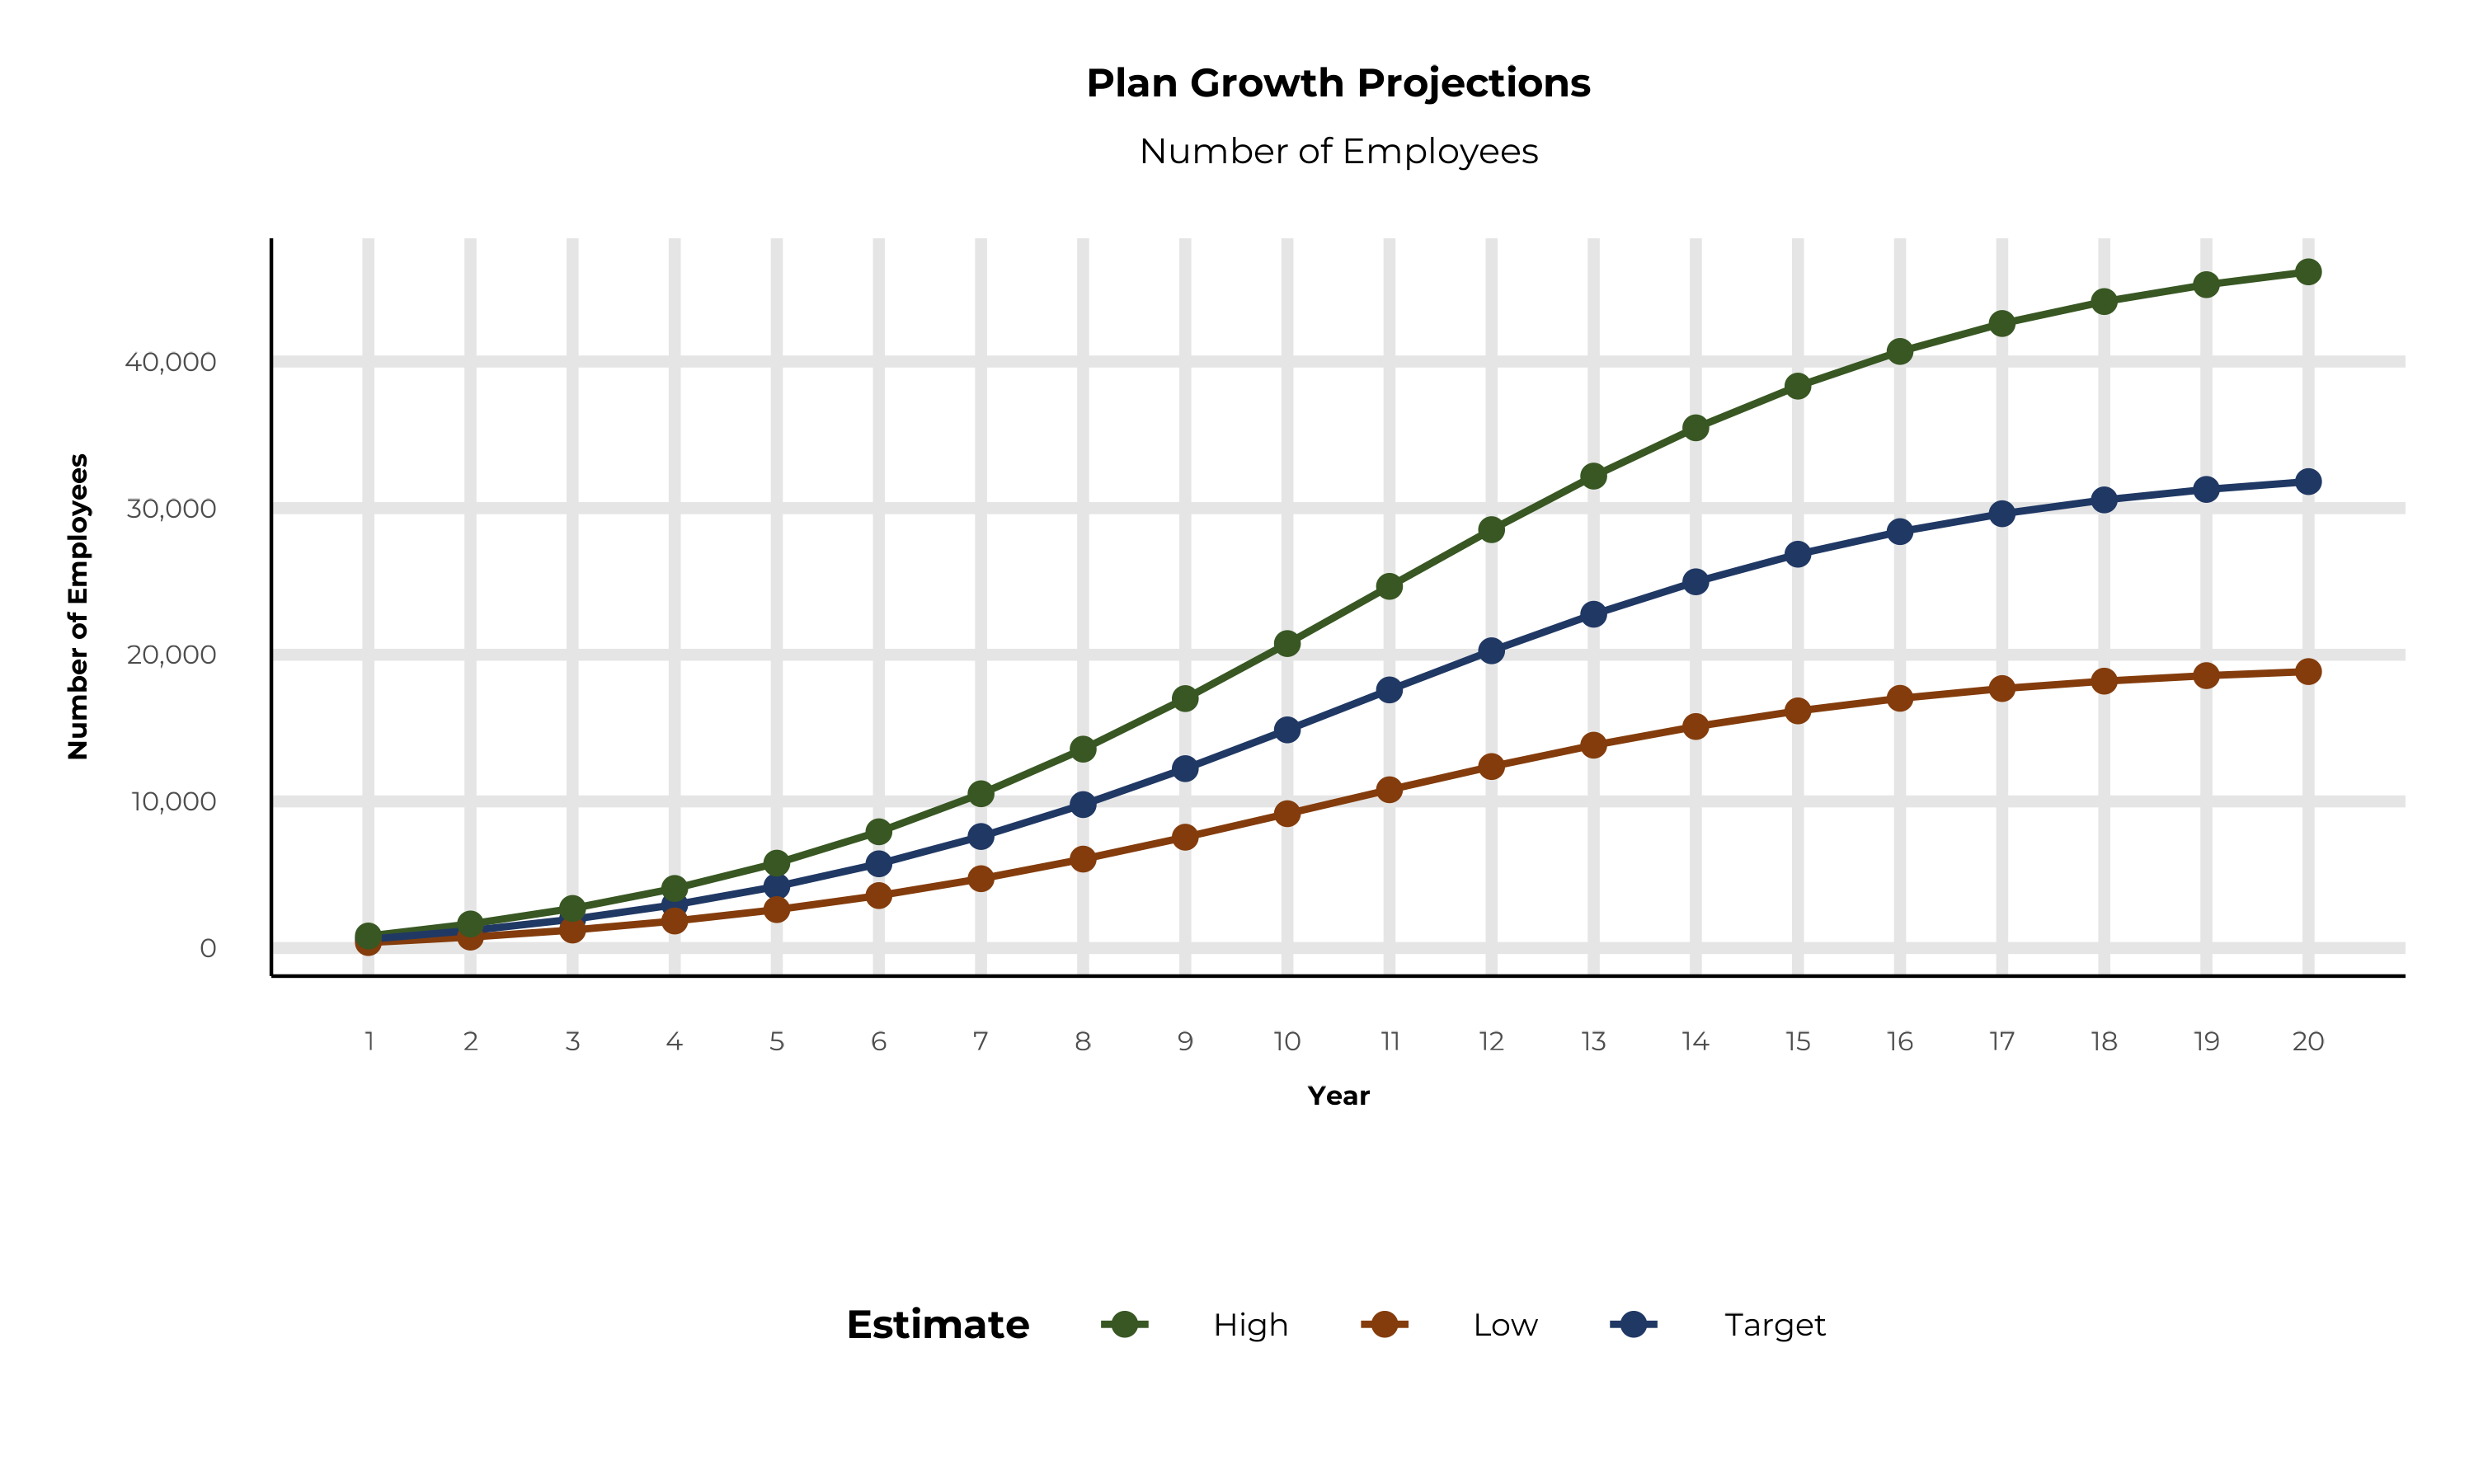 Plan Growth Projections
Number of Employees
Number of Employees
40,000
30,000
20,000
10,000
0
1 2 3 4 5 6 7 8 9 10 11 12 13 14 15 16 17 18 19 20
Year
Estimate High Low Target